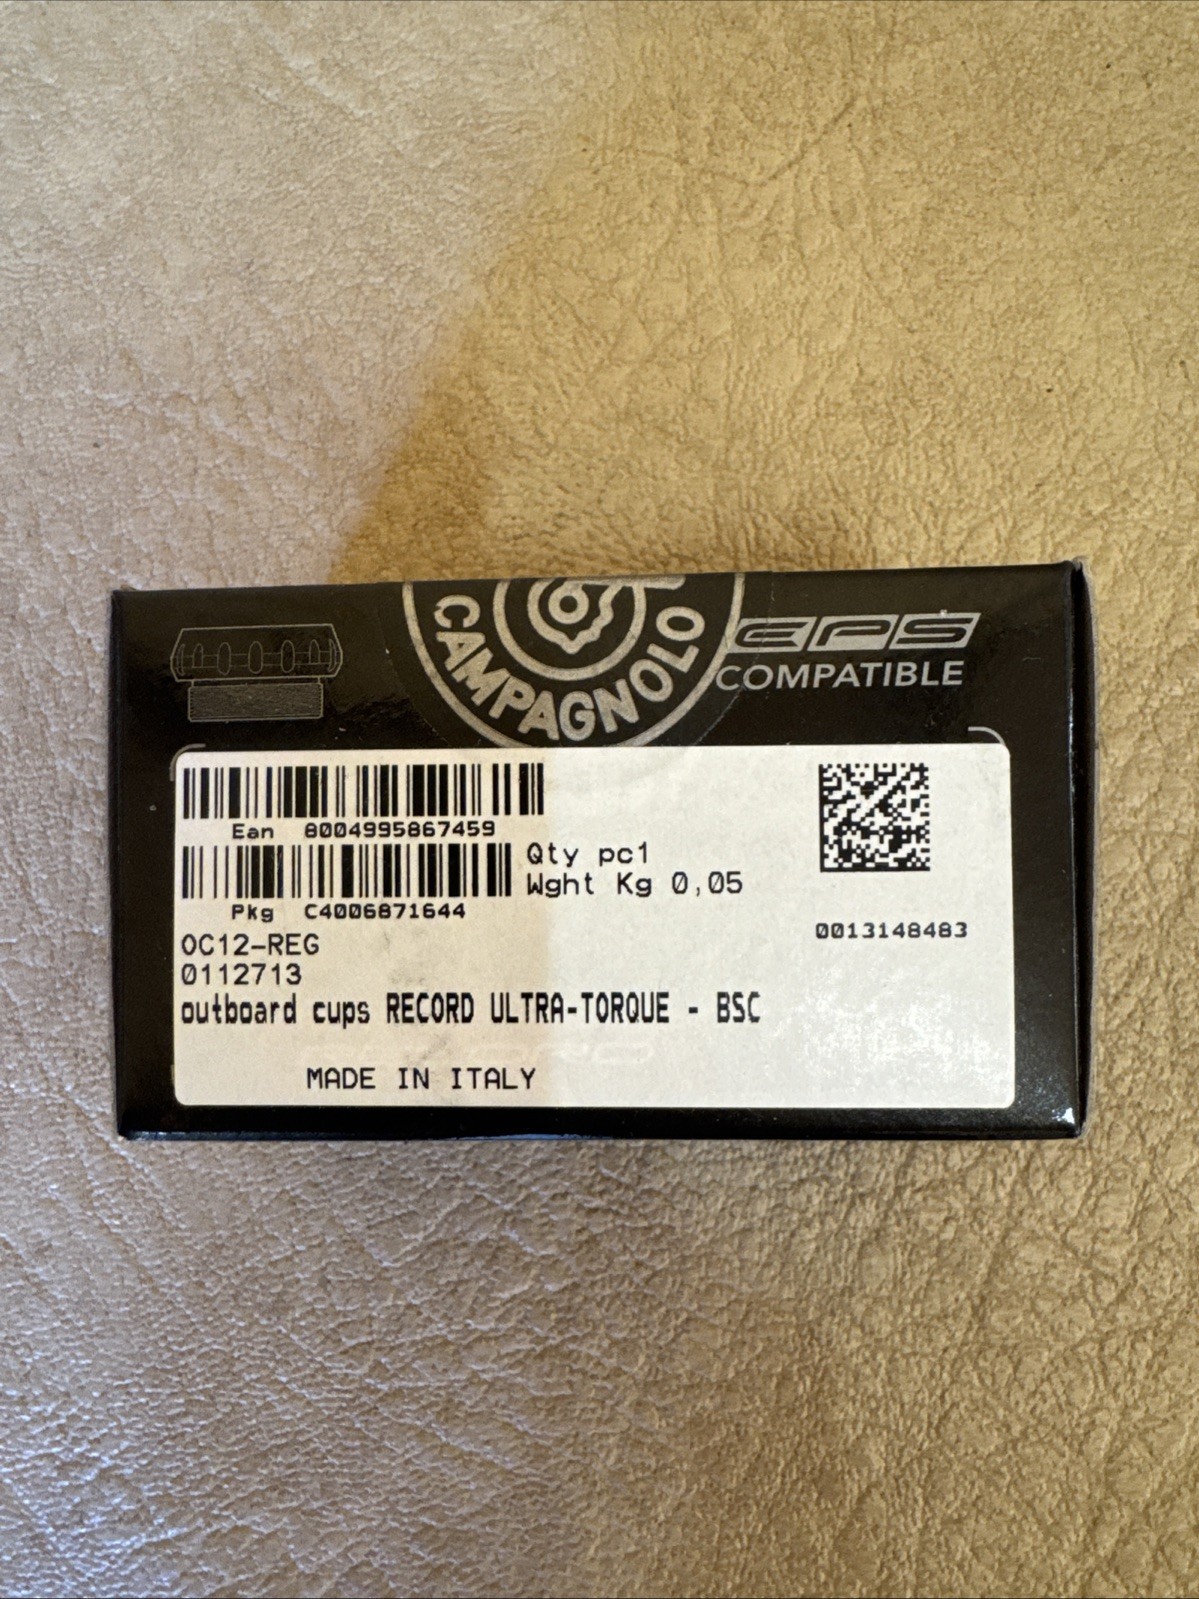 CAMPAGNOLO
EPS
COMPATIBLE
Ean 8004995867459
Qty pc1
Wght Kg 0,05
Pkg C4006871644
0013148483
OC12-REG
0112713
outboard cups RECORD ULTRA-TORQUE - BSC
MADE IN ITALY